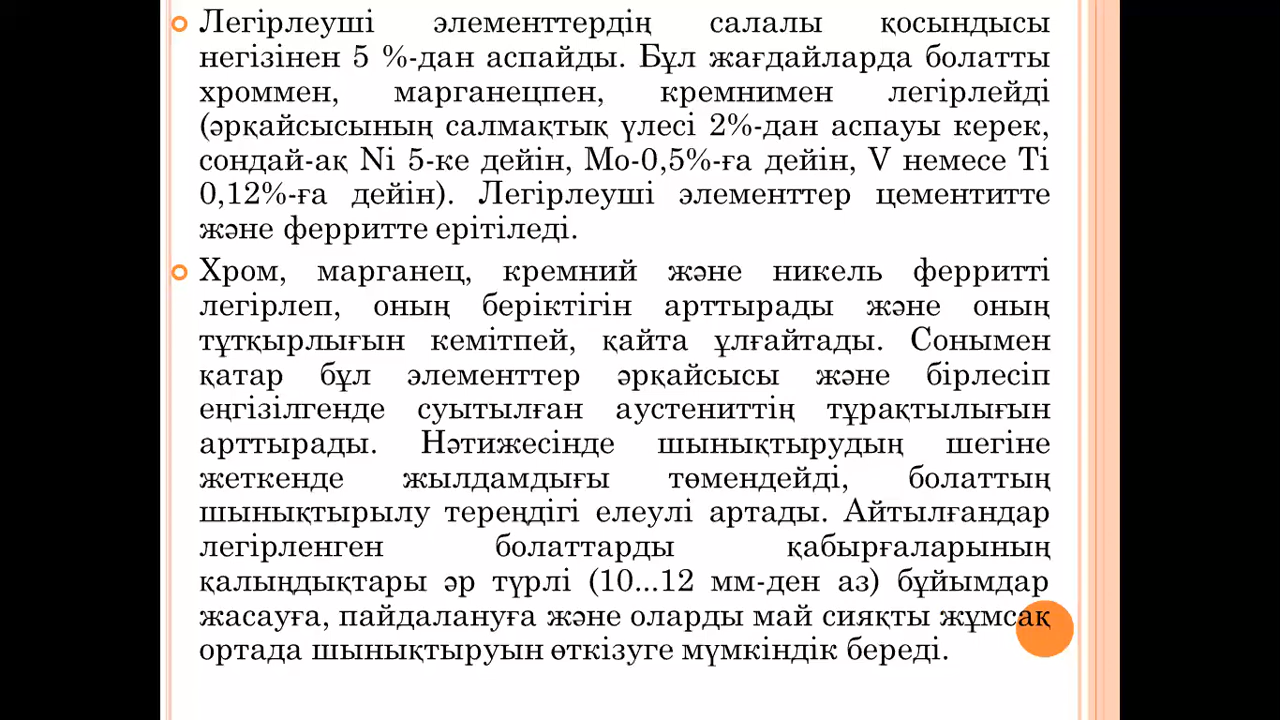 Легірлеуші элементтердің салалы қосындысы
негізінен 5 %-дан аспайды. Бұл жағдайларда болатты
хроммен, марганецпен, кремнимен легірлейді
(әрқайсысының салмақтық үлесі 2%-дан аспауы керек,
сондай-ақ Ni 5-ке дейін, Мо-0,5%-ға дейін, V немесе Ti
0,12%-ға дейін). Легірлеуші элементтер цементитте
және ферритте ерітіледі.
Хром, марганец, кремний және никель ферритті
легірлеп, оның беріктігін арттырады және оның
тұтқырлығын кемітпей, қайта ұлғайтады. Сонымен
қатар бұл элементтер әрқайсысы және бірлесіп
еңгізілгенде суытылған аустениттің тұрақтылығын
арттырады. Нәтижесінде шынықтырудың шегіне
жеткенде жылдамдығы төмендейді, болаттың
шынықтырылу тереңдігі елеулі артады. Айтылғандар
легірленген болаттарды қабырғаларының
қалыңдықтары әр түрлі (10...12 мм-ден аз) бұйымдар
жасауға, пайдалануға және оларды май сияқты жұмсақ
ортада шынықтыруын өткізуге мүмкіндік береді.